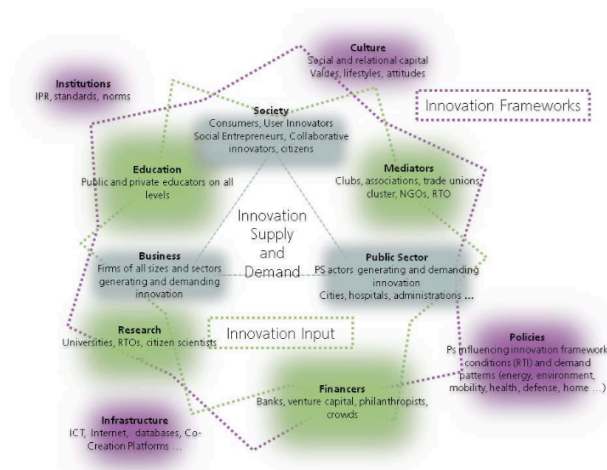 Culture
Social and relational capital
Values, lifestyles, attitudes
Institutions
IPR, standards, norms
Innovation Frameworks
Society
Consumers, User Innovators
Social Entrepreneurs, Collaborative
innovators, citizens
Education
Public and private educators on all
levels
Mediators
Clubs, associations, trade unions,
cluster, NGOs, RTO
Innovation
Supply
and
Demand
Business
Firms of all sizes and sectors
generating and demanding
innovation
Public Sector
PS actors generating and demanding
innovation
Cities, hospitals, administrations ...
Research
Universities, RTOs, citizen scientists
Innovation Input
Policies
Ps influencing innovation framework
conditions (RTI) and demand
patterns (energy, environment,
mobility, health, defense, home ...)
Financers
Banks, venture capital, philanthropists,
crowds
Infrastructure
ICT, Internet, databases, Co-
Creation Platforms ...